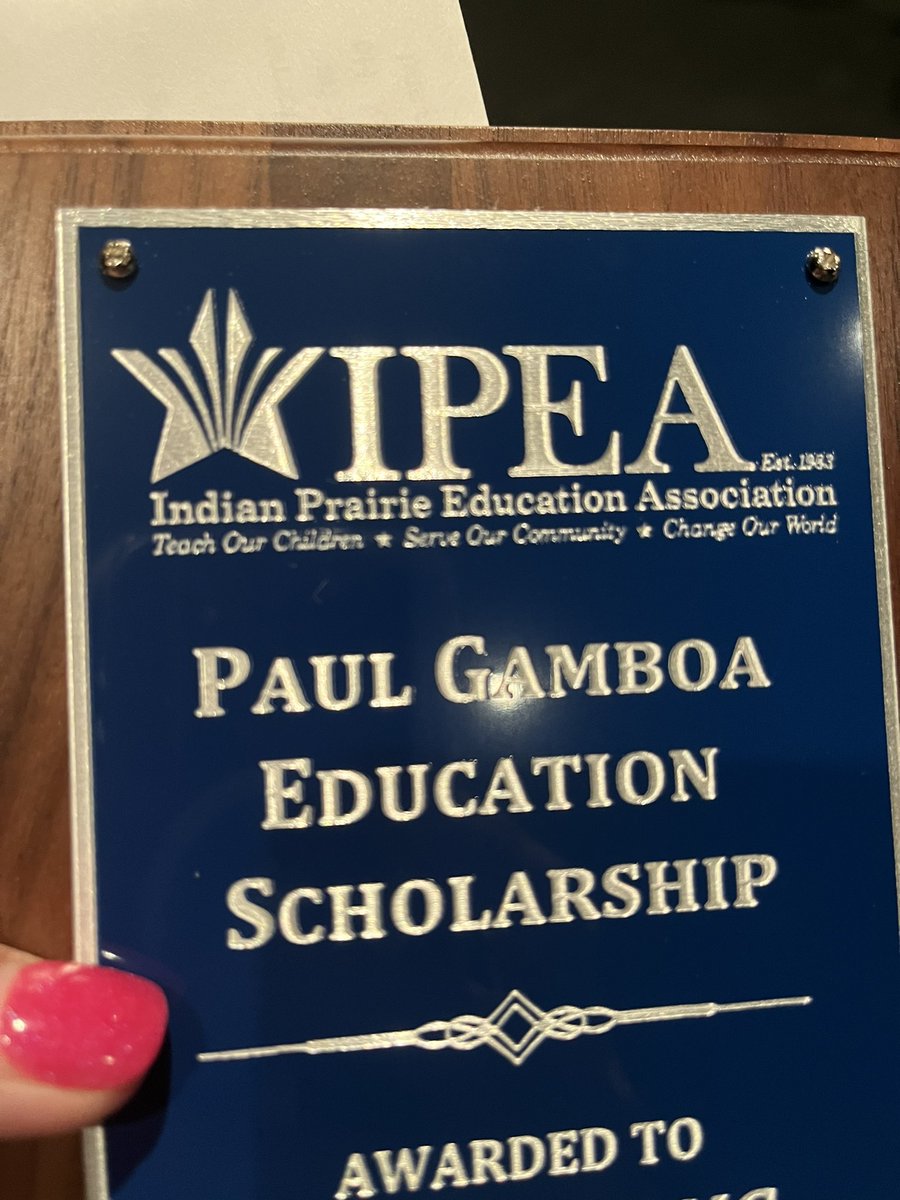 IPEA
Est. 1983
Indian Prairie Education Association
Teach Our Children ★ Serve Our Community ★ Change Our World
PAUL GAMBOA
EDUCATION
SCHOLARSHIP
AWARDED TO